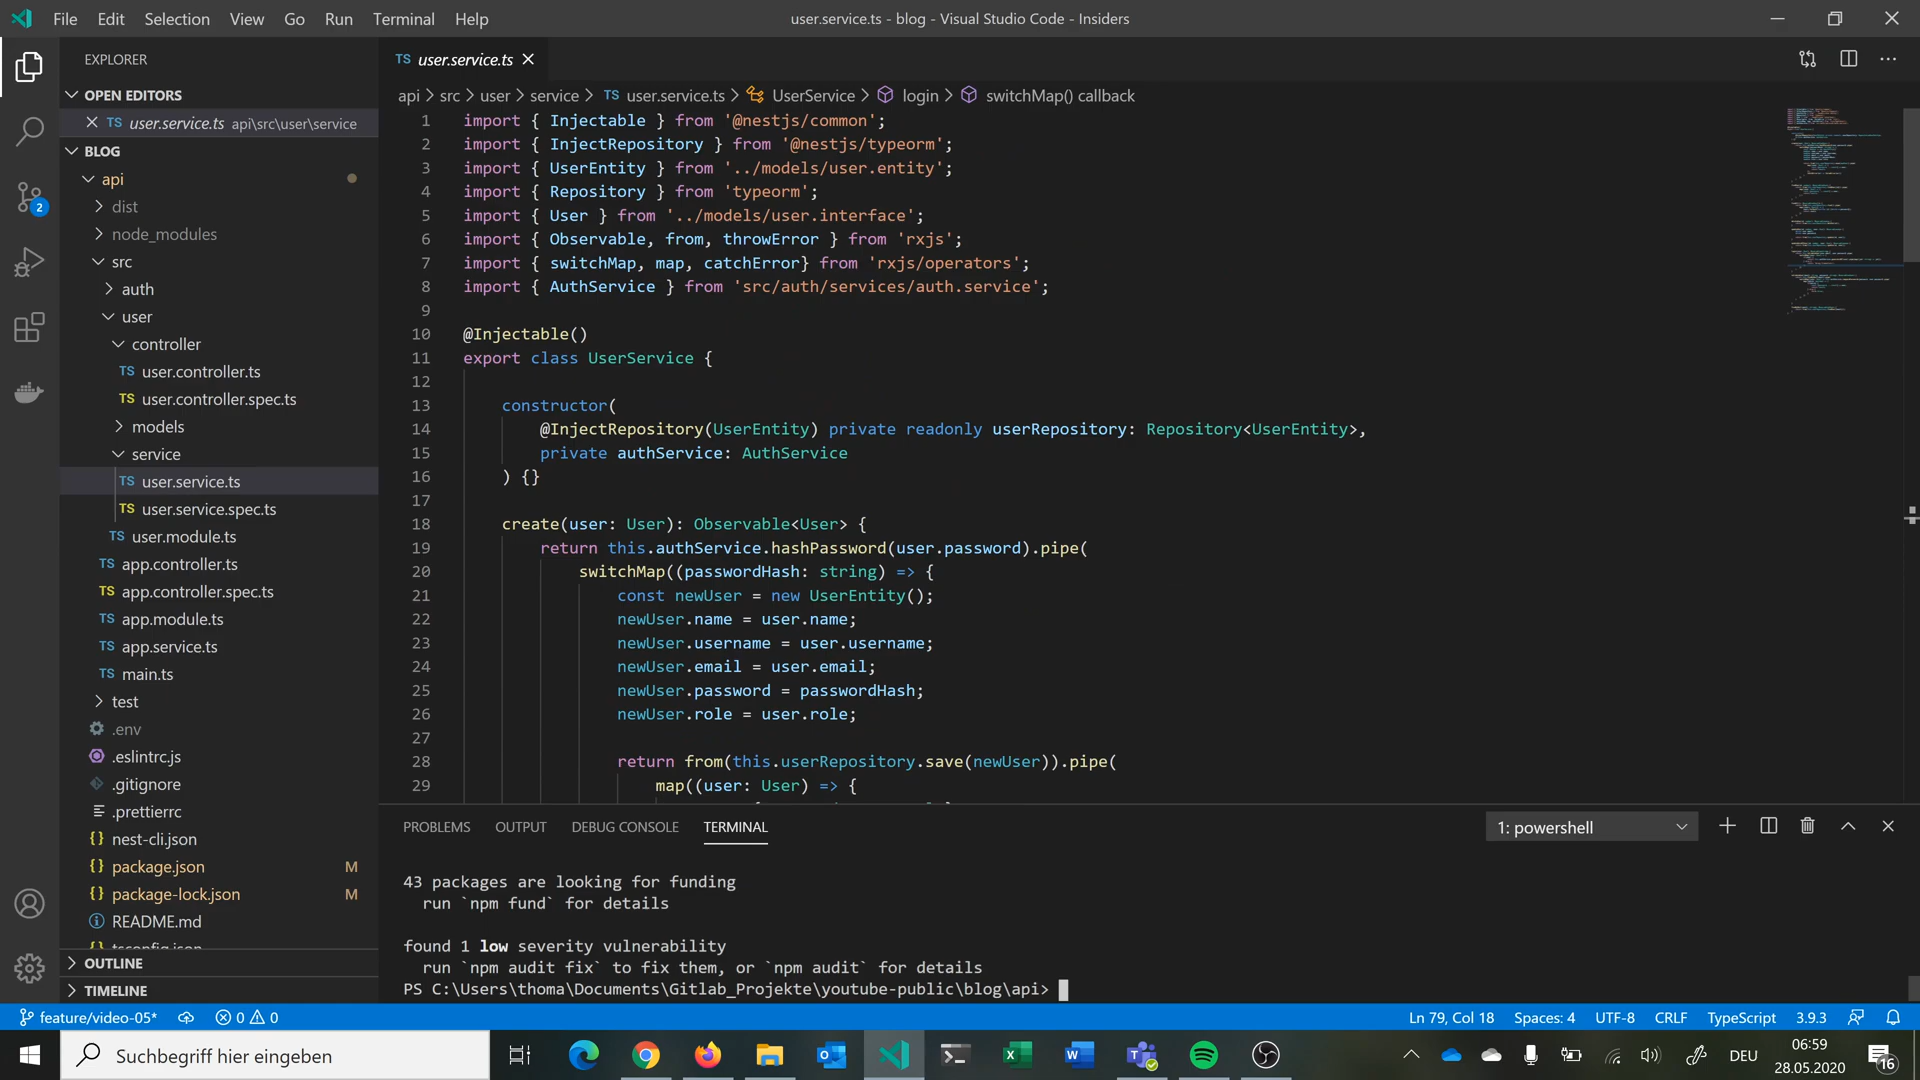 File Edit Selection View Go Run Terminal Help
user.service.ts - blog - Visual Studio Code - Insiders
EXPLORER
OPEN EDITORS
TS user.service.ts api\src\user\service
BLOG
api
dist
node_modules
src
auth
user
controller
TS user.controller.ts
TS user.controller.spec.ts
models
service
TS user.service.ts
TS user.service.spec.ts
TS user.module.ts
TS app.controller.ts
TS app.controller.spec.ts
TS app.module.ts
TS app.service.ts
TS main.ts
test
.env
.eslintrc.js
.gitignore
.prettierrc
{} nest-cli.json
{} package.json M
{} package-lock.json M
README.md
{} tsconfig.json
OUTLINE
TIMELINE
2
TS user.service.ts
api > src > user > service > TS user.service.ts > UserService > login > switchMap() callback
1 import { Injectable } from '@nestjs/common';
2 import { InjectRepository } from '@nestjs/typeorm';
3 import { UserEntity } from '../models/user.entity';
4 import { Repository } from 'typeorm';
5 import { User } from '../models/user.interface';
6 import { Observable, from, throwError } from 'rxjs';
7 import { switchMap, map, catchError} from 'rxjs/operators';
8 import { AuthService } from 'src/auth/services/auth.service';
9
10 @Injectable()
11 export class UserService {
12
13 constructor(
14 @InjectRepository(UserEntity) private readonly userRepository: Repository<UserEntity>,
15 private authService: AuthService
16 ) {}
17
18 create(user: User): Observable<User> {
19 return this.authService.hashPassword(user.password).pipe(
20 switchMap((passwordHash: string) => {
21 const newUser = new UserEntity();
22 newUser.name = user.name;
23 newUser.username = user.username;
24 newUser.email = user.email;
25 newUser.password = passwordHash;
26 newUser.role = user.role;
27
28 return from(this.userRepository.save(newUser)).pipe(
29 map((user: User) => {
PROBLEMS OUTPUT DEBUG CONSOLE TERMINAL
1: powershell
43 packages are looking for funding
run `npm fund` for details
found 1 low severity vulnerability
run `npm audit fix` to fix them, or `npm audit` for details
PS C:\Users\thoma\Documents\Gitlab_Projekte\youtube-public\blog\api>
feature/video-05* 0 0
Ln 79, Col 18 Spaces: 4 UTF-8 CRLF TypeScript 3.9.3
Suchbegriff hier eingeben
DEU
06:59
28.05.2020
16